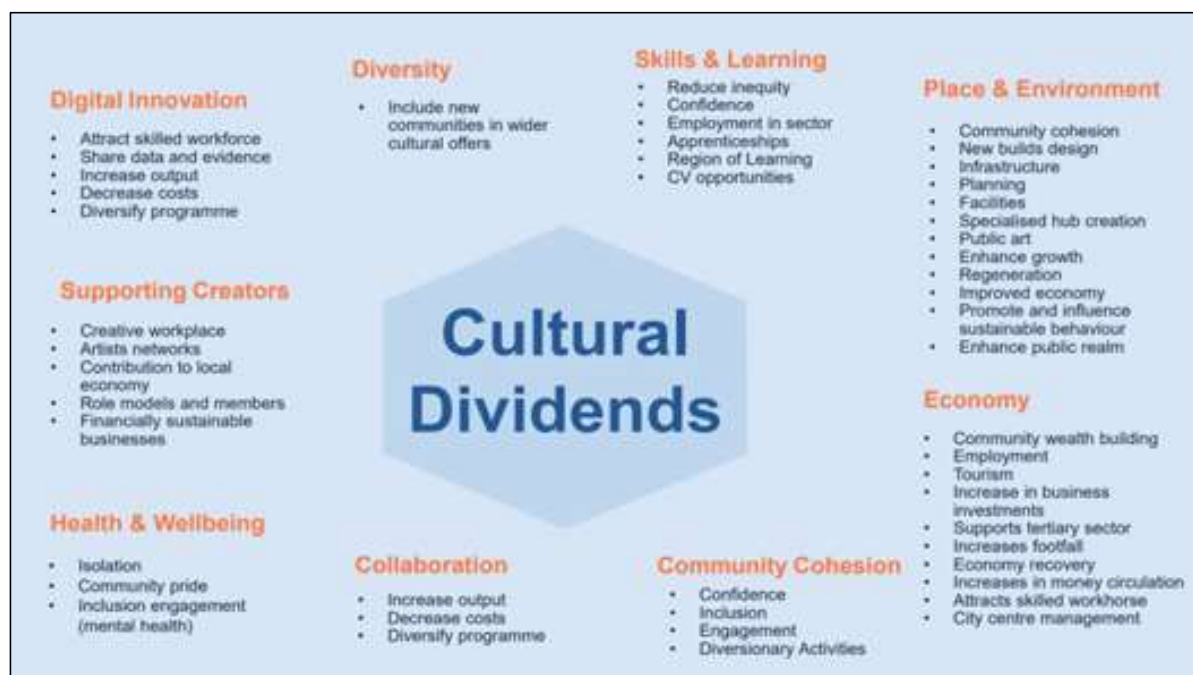 Digital Innovation
• Attract skilled workforce
• Share data and evidence
• Increase output
• Decrease costs
• Diversify programme
Diversity
• Include new
communities in wider
cultural offers
Skills & Learning
• Reduce inequity
• Confidence
• Employment in sector
• Apprenticeships
• Region of Learning
• CV opportunities
Place & Environment
• Community cohesion
• New builds design
• Infrastructure
• Planning
• Facilities
• Specialised hub creation
• Public art
• Enhance growth
• Regeneration
• Improved economy
• Promote and influence
sustainable behaviour
• Enhance public realm
Supporting Creators
• Creative workplace
• Artists networks
• Contribution to local
economy
• Role models and members
• Financially sustainable
businesses
Cultural
Dividends
Economy
• Community wealth building
• Employment
• Tourism
• Increase in business
investments
• Supports tertiary sector
• Increases footfall
• Economy recovery
• Increases in money circulation
• Attracts skilled workhorse
• City centre management
Health & Wellbeing
• Isolation
• Community pride
• Inclusion engagement
(mental health)
Collaboration
• Increase output
• Decrease costs
• Diversify programme
Community Cohesion
• Confidence
• Inclusion
• Engagement
• Diversionary Activities